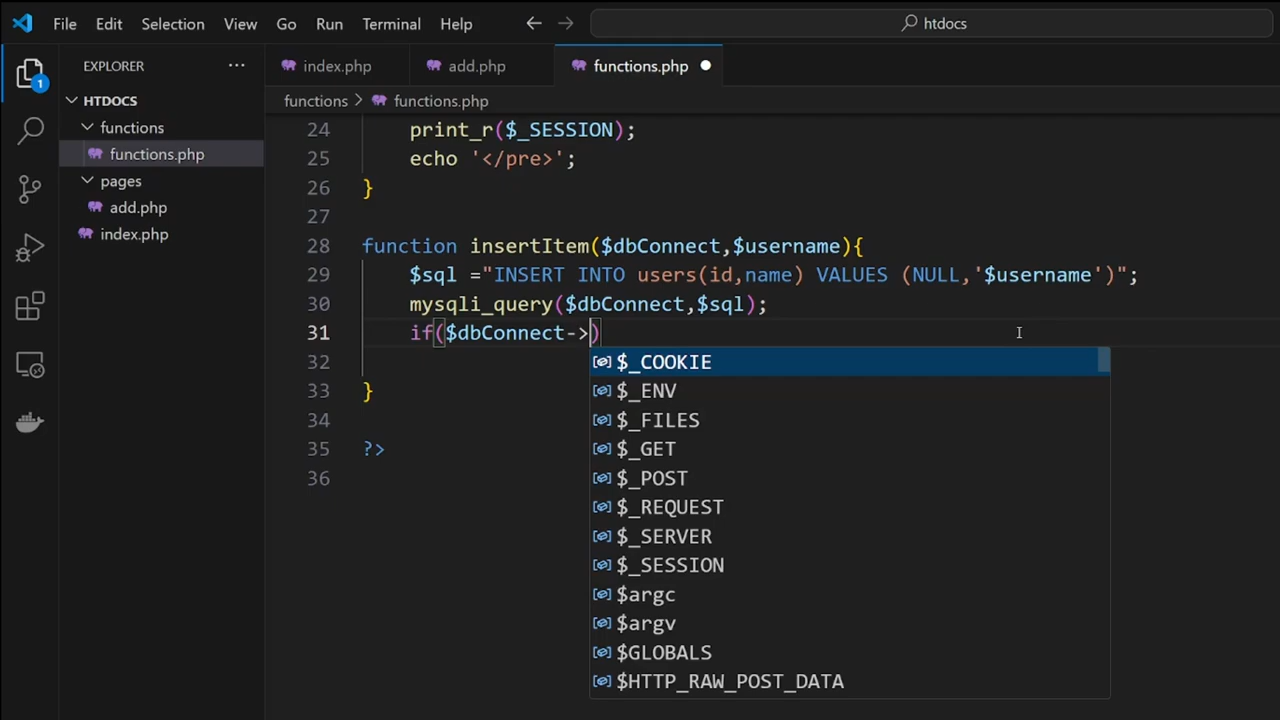 File Edit Selection View Go Run Terminal Help htdocs
EXPLORER ... index.php add.php functions.php
1
HTDOCS
functions > functions.php
functions
functions.php
pages
add.php
index.php
24 print_r($_SESSION);
25 echo '</pre>';
26 }
27
28 function insertItem($dbConnect,$username){
29 $sql ="INSERT INTO users(id,name) VALUES (NULL,'$username')";
30 mysqli_query($dbConnect,$sql);
31 if($dbConnect->)
32
33 }
34
35 ?>
36
$_COOKIE
$_ENV
$_FILES
$_GET
$_POST
$_REQUEST
$_SERVER
$_SESSION
$argc
$argv
$GLOBALS
$HTTP_RAW_POST_DATA